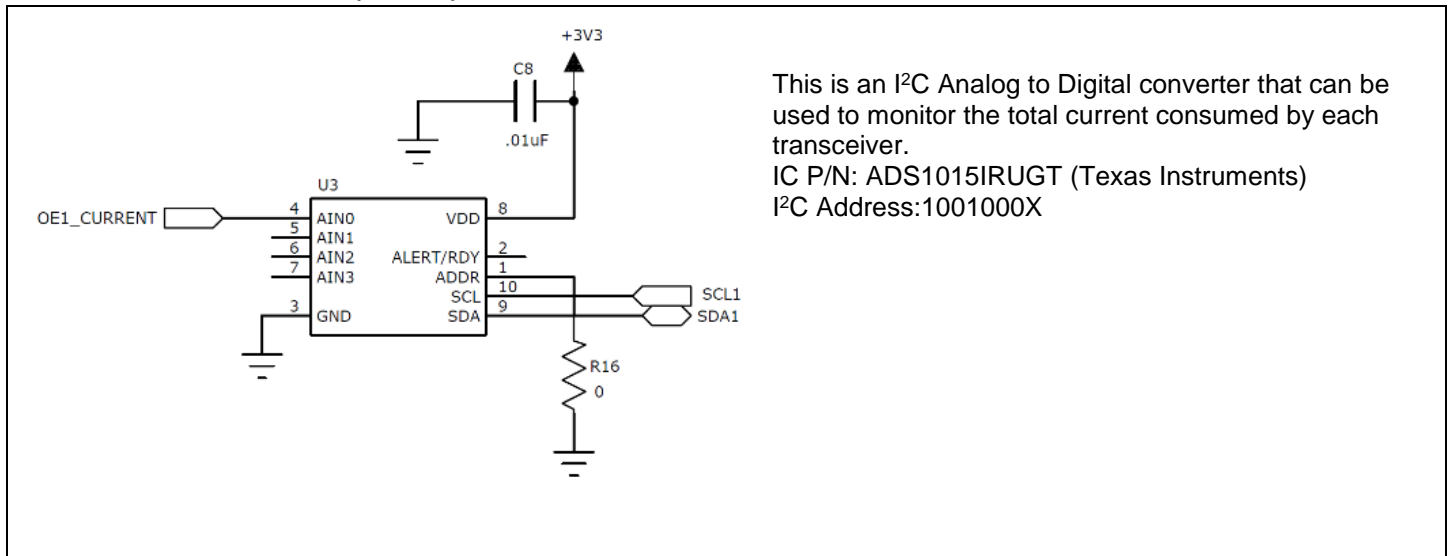 +3V3
C8
.01uF
U3
OE1_CURRENT
4 AIN0 VDD 8
5 AIN1
6 AIN2 ALERT/RDY 2
7 AIN3 ADDR 1
SCL 10 SCL1
3 GND SDA 9 SDA1
R16
0
This is an I²C Analog to Digital converter that can be
used to monitor the total current consumed by each
transceiver.
IC P/N: ADS1015IRUGT (Texas Instruments)
I²C Address:1001000X